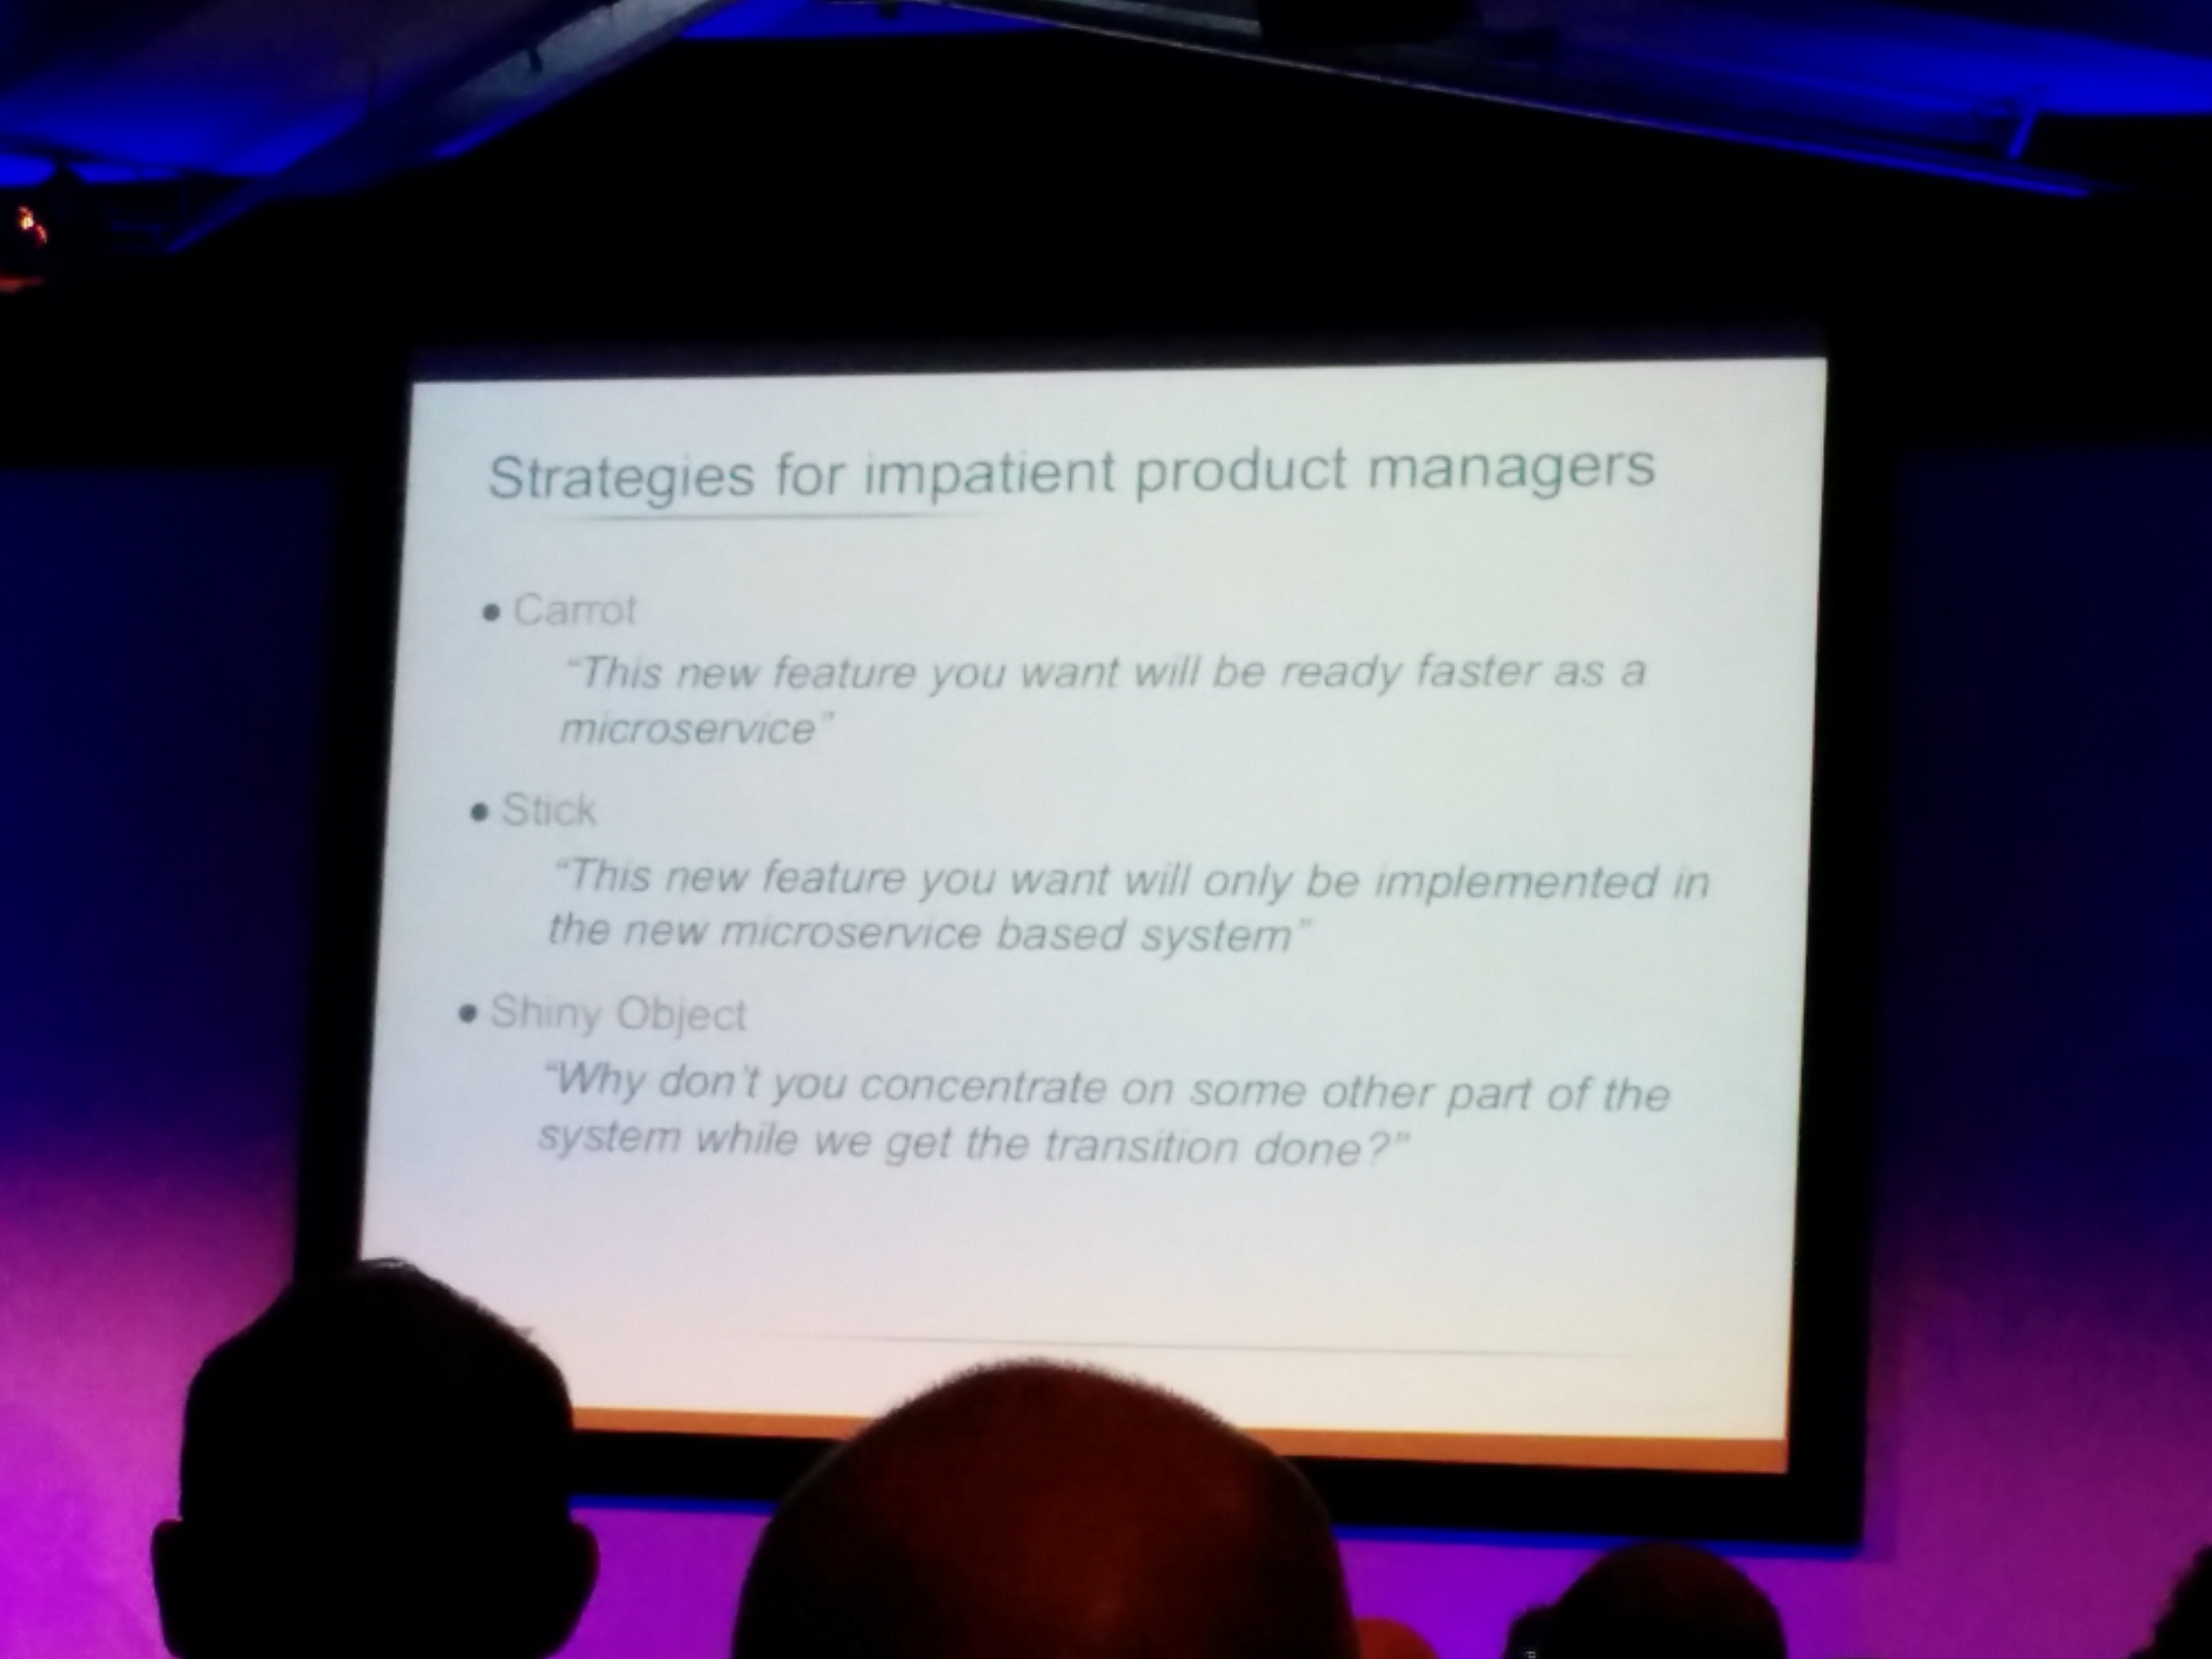 Strategies for impatient product managers
• Carrot
“This new feature you want will be ready faster as a
microservice”
• Stick
“This new feature you want will only be implemented in
the new microservice based system”
• Shiny Object
“Why don’t you concentrate on some other part of the
system while we get the transition done?”